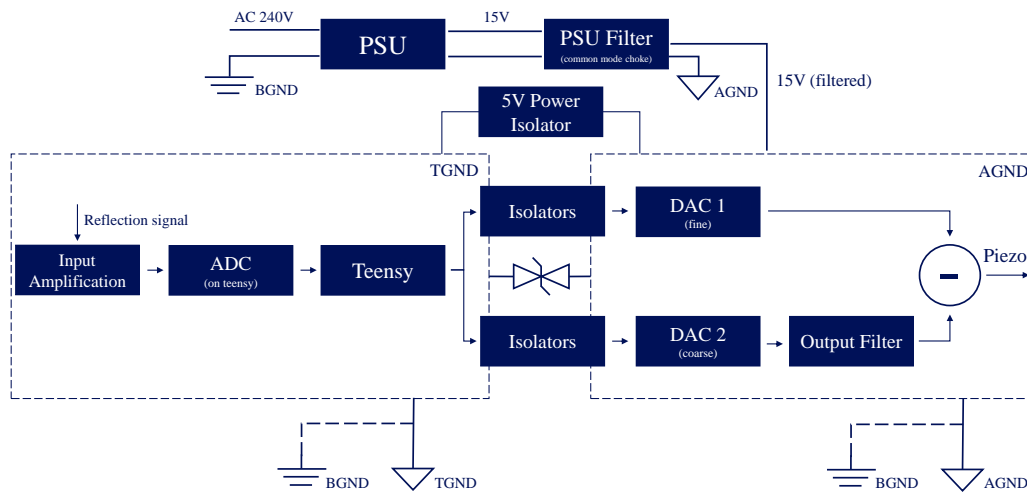 AC 240V
PSU
15V
PSU Filter
(common mode choke)
BGND
AGND
15V (filtered)
5V Power
Isolator
TGND
AGND
Reflection signal
Input
Amplification
ADC
(on teensy)
Teensy
Isolators
DAC 1
(fine)
Piezo
Isolators
DAC 2
(coarse)
Output Filter
BGND
TGND
BGND
AGND